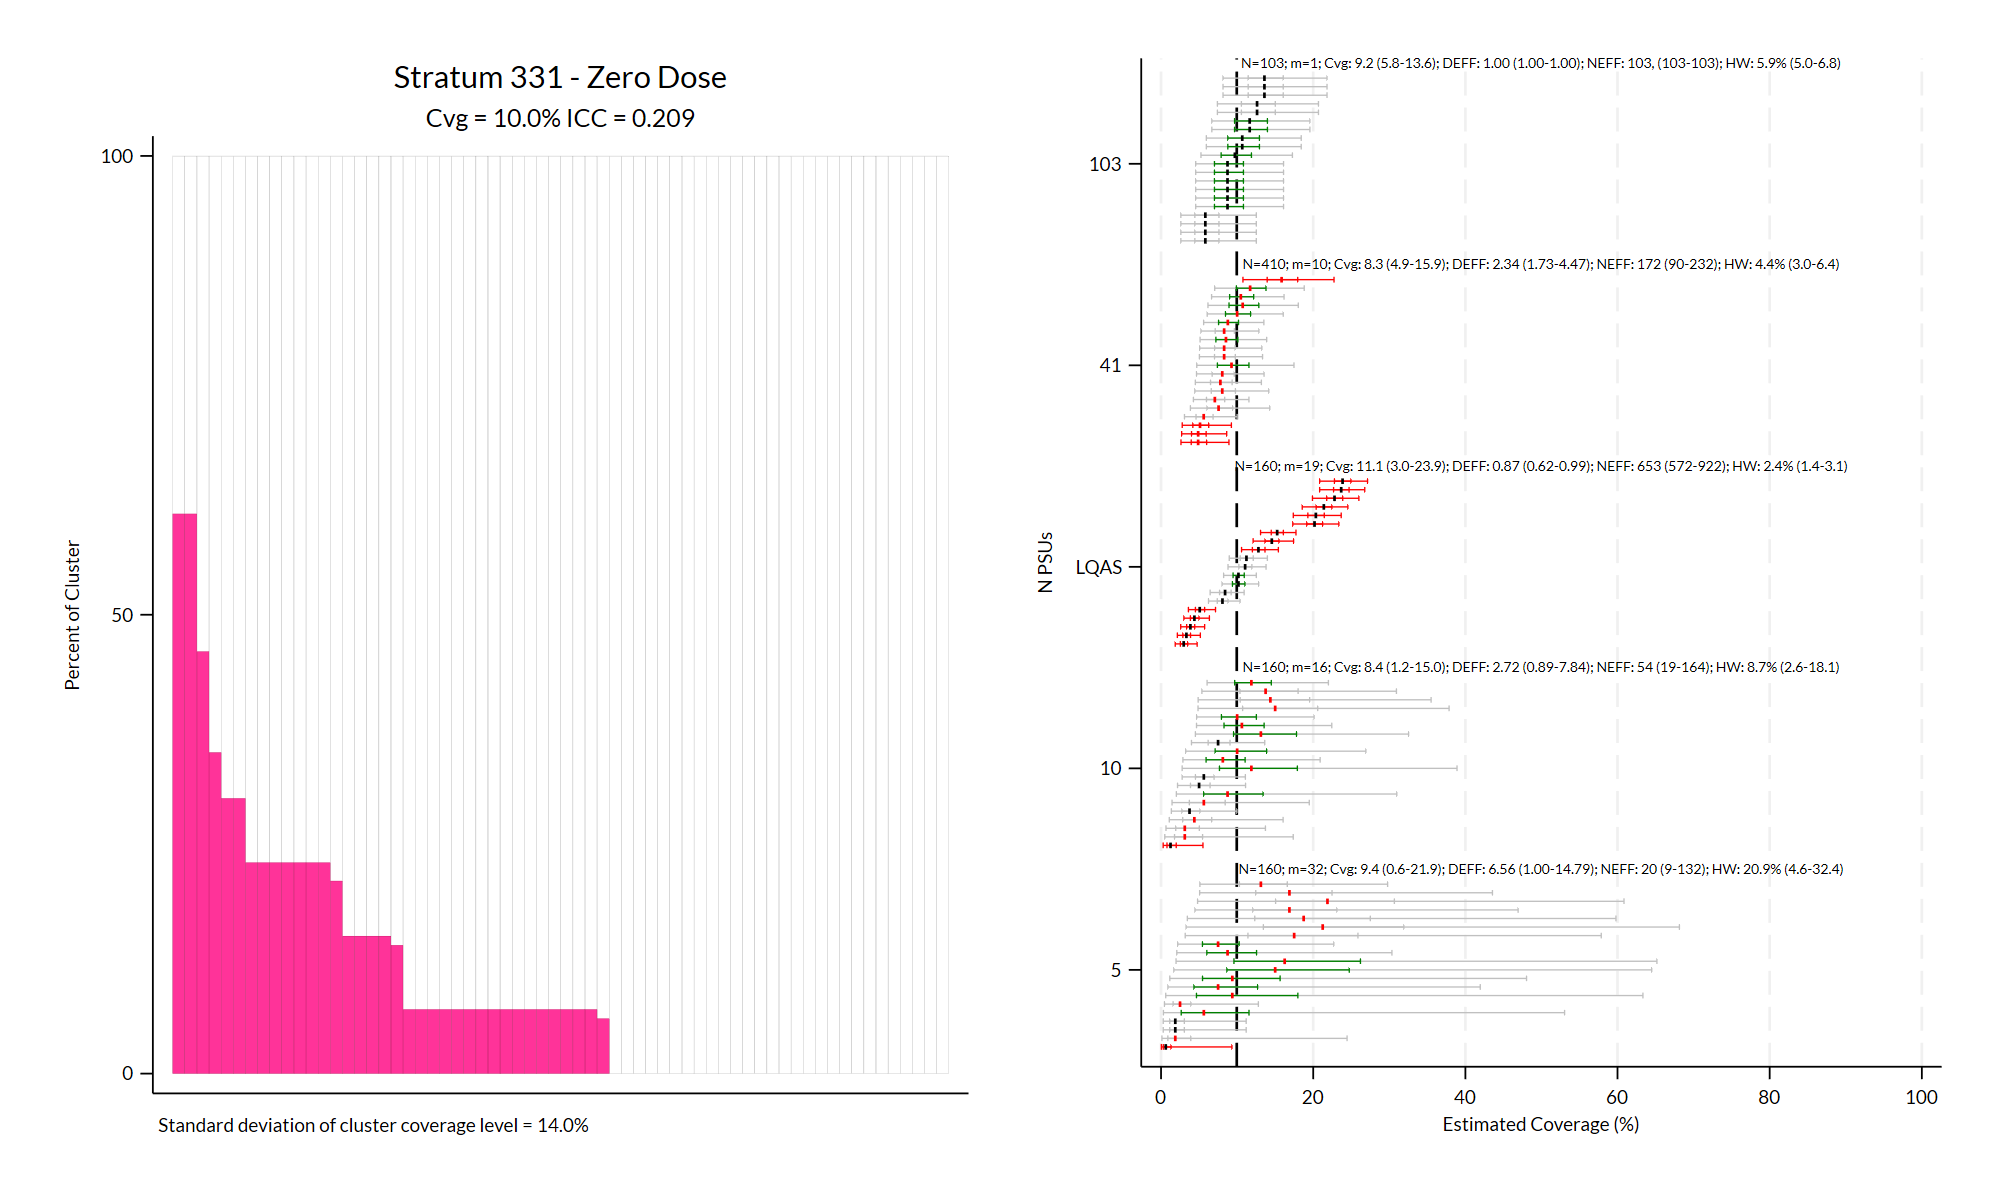 Stratum 331 - Zero Dose
Cvg = 10.0% ICC = 0.209
100
50
0
Percent of Cluster
Standard deviation of cluster coverage level = 14.0%
N=103; m=1; Cvg: 9.2 (5.8-13.6); DEFF: 1.00 (1.00-1.00); NEFF: 103, (103-103); HW: 5.9% (5.0-6.8)
103
N=410; m=10; Cvg: 8.3 (4.9-15.9); DEFF: 2.34 (1.73-4.47); NEFF: 172 (90-232); HW: 4.4% (3.0-6.4)
41
N=160; m=19; Cvg: 11.1 (3.0-23.9); DEFF: 0.87 (0.62-0.99); NEFF: 653 (572-922); HW: 2.4% (1.4-3.1)
LQAS
N=160; m=16; Cvg: 8.4 (1.2-15.0); DEFF: 2.72 (0.89-7.84); NEFF: 54 (19-164); HW: 8.7% (2.6-18.1)
10
N=160; m=32; Cvg: 9.4 (0.6-21.9); DEFF: 6.56 (1.00-14.79); NEFF: 20 (9-132); HW: 20.9% (4.6-32.4)
5
N PSUs
0 20 40 60 80 100
Estimated Coverage (%)